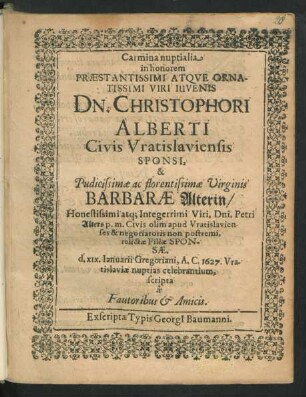 Carmina nuptialia
in honorem
PRÆSTANTISSIMI ATQVE ORNA-
TISSIMI VIRI IUVENIS
DN. CHRISTOPHORI
ALBERTI
Civis Vratislaviensis
SPONSI,
&
Pudicissimæ ac florentissimæ Virginis
BARBARÆ Alterin/
Honestissimi atq; Integerrimi Viri, Dni. Petri
Alters p. m. Civis olim apud Vratislavien-
ses & negociatoris non postremi,
relictæ Filiæ SPON-
SÆ,
d. XIX. Ianuarii Gregoriani, A. C. 1627. Vra-
tislaviæ nuptias celebrantium,
scripta
à
Fautoribus & Amicis.
Exscripta Typis GeorgI Baumanni.